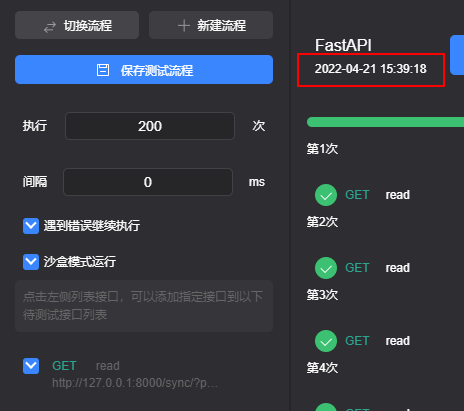 切换流程
新建流程
保存测试流程
执行 200 次
间隔 0 ms
遇到错误继续执行
沙盒模式运行
点击左侧列表接口，可以添加指定接口到以下
待测试接口列表
GET read
http://127.0.0.1:8000/sync/?p...
FastAPI
2022-04-21 15:39:18
第1次
GET read
第2次
GET read
第3次
GET read
第4次
GET read